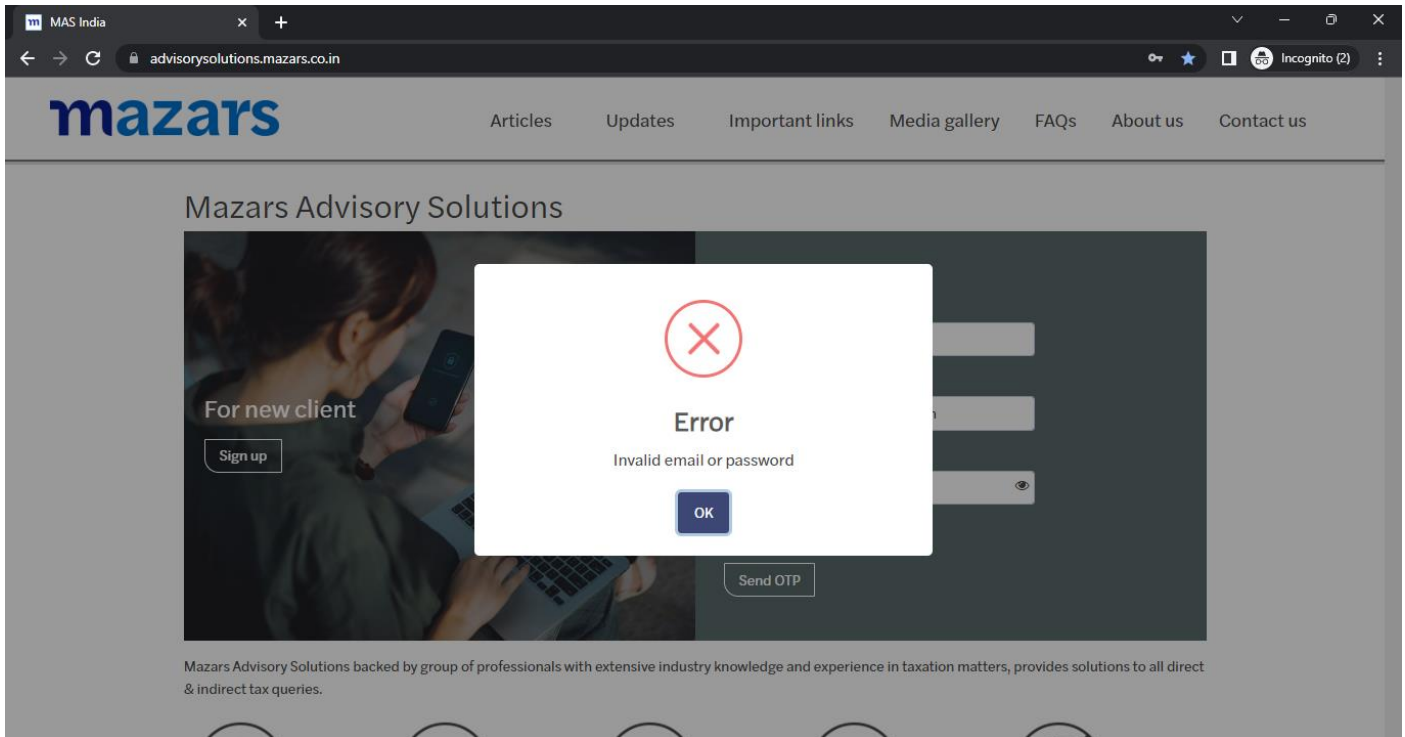 MAS India
advisorysolutions.mazars.co.in
Incognito (2)
mazars
Articles Updates Important links Media gallery FAQs About us Contact us
Mazars Advisory Solutions
For new client
Sign up
Error
Invalid email or password
OK
Send OTP
Mazars Advisory Solutions backed by group of professionals with extensive industry knowledge and experience in taxation matters, provides solutions to all direct
& indirect tax queries.